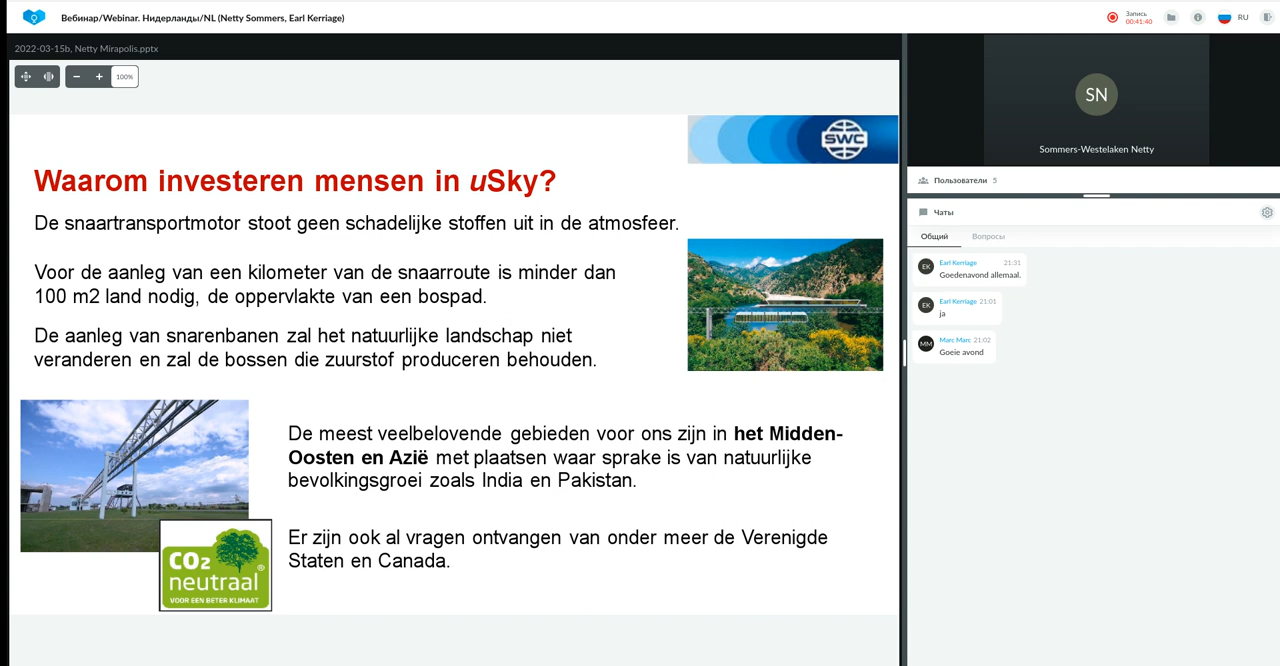 Вебинар/Webinar. Нидерланды/NL (Netty Sommers, Earl Kerriage)
Запись
00:41:40
RU
2022-03-15b, Netty Mirapolis.pptx
100%
SWC
Waarom investeren mensen in uSky?
De snaartransportmotor stoot geen schadelijke stoffen uit in de atmosfeer.
Voor de aanleg van een kilometer van de snaarroute is minder dan
100 m2 land nodig, de oppervlakte van een bospad.
De aanleg van snarenbanen zal het natuurlijke landschap niet
veranderen en zal de bossen die zuurstof produceren behouden.
De meest veelbelovende gebieden voor ons zijn in het Midden-
Oosten en Azië met plaatsen waar sprake is van natuurlijke
bevolkingsgroei zoals India en Pakistan.
CO2
neutraal®
VOOR EEN BETER KLIMAAT
Er zijn ook al vragen ontvangen van onder meer de Verenigde
Staten en Canada.
SN
Sommers-Westelaken Netty
Пользователи 5
Чаты
Общий Вопросы
EK Earl Kerriage 21:31
Goedenavond allemaal.
EK Earl Kerriage 21:01
ja
MM Marc Marc 21:02
Goeie avond